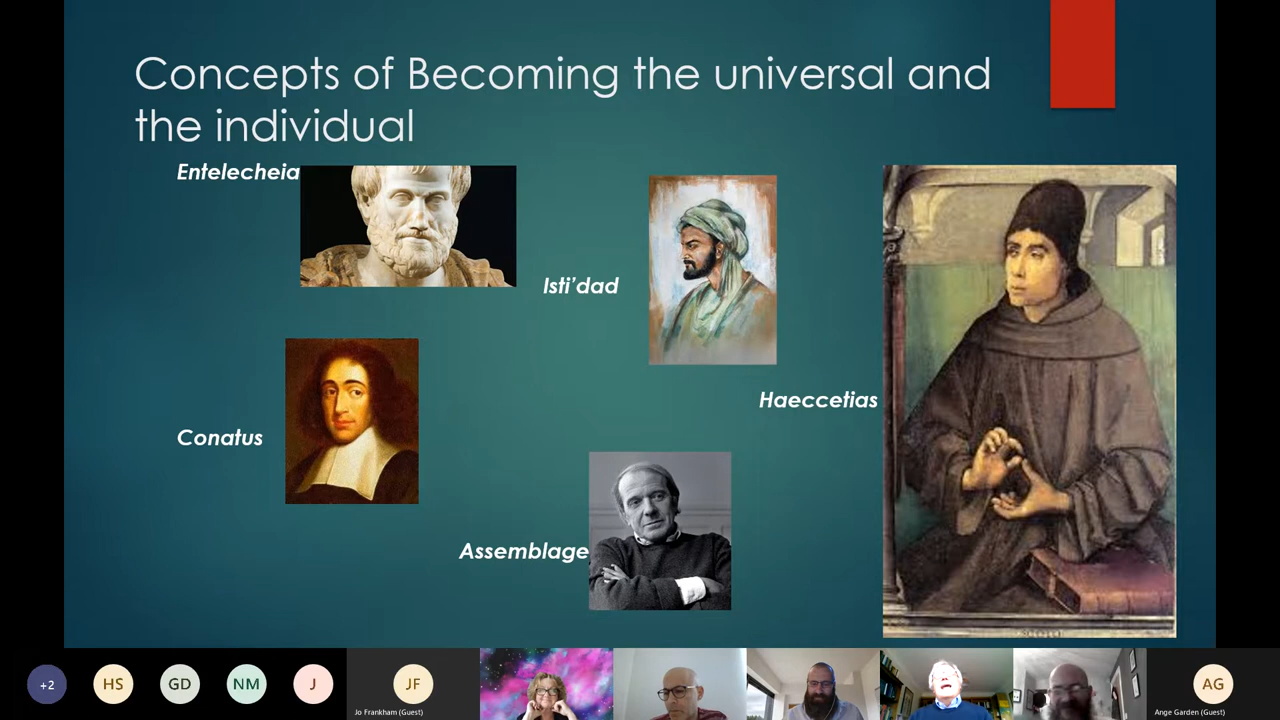 Concepts of Becoming the universal and
the individual
Entelecheia
Isti’dad
Haeccetias
Conatus
Assemblage
+2
HS
GD
NM
J
JF
AG
Jo Frankham (Guest)
Ange Garden (Guest)